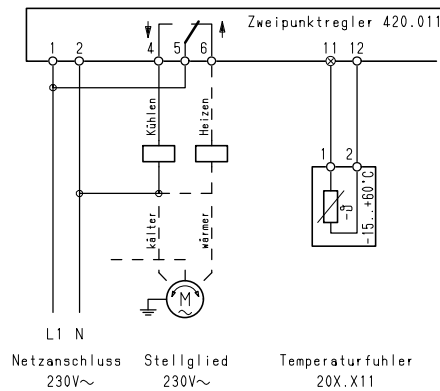 Zweipunktregler 420.011
1 2 4 5 6 11 12
Kühlen
Heizen
1 2
-ϑ
-15..+60°C
kälter
wärmer
M
~
L1 N
Netzanschluss
230V~
Stellglied
230V~
Temperaturfühler
20X.X11